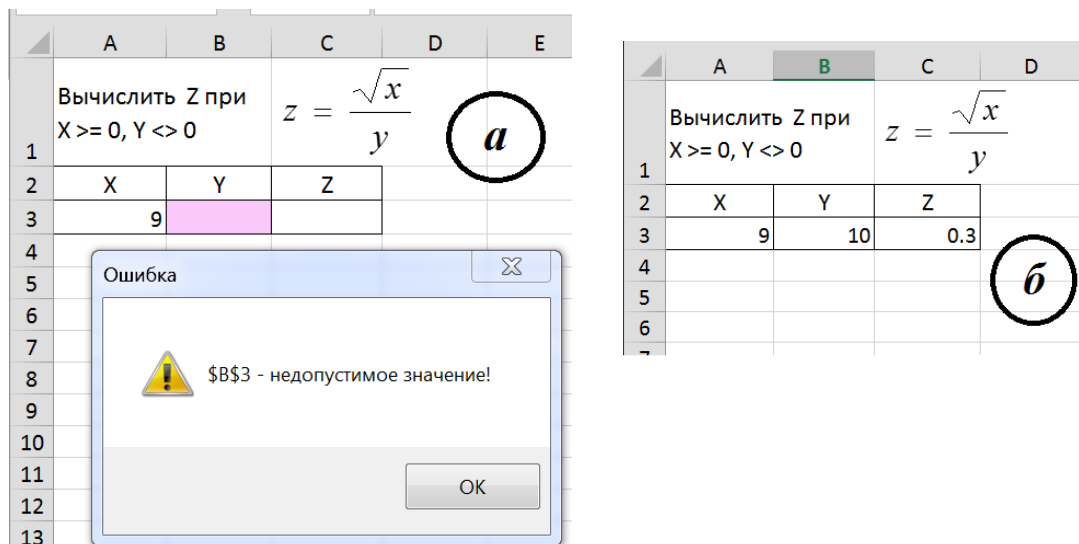 A B C D E
1 Вычислить Z при
X >= 0, Y <> 0
z = √x / y
а
2 X Y Z
3 9
4
5
6
7
8
9
10
11
12
13
Ошибка
$B$3 - недопустимое значение!
OK
A B C D
1 Вычислить Z при
X >= 0, Y <> 0
z = √x / y
2 X Y Z
3 9 10 0.3
4
5
6
б